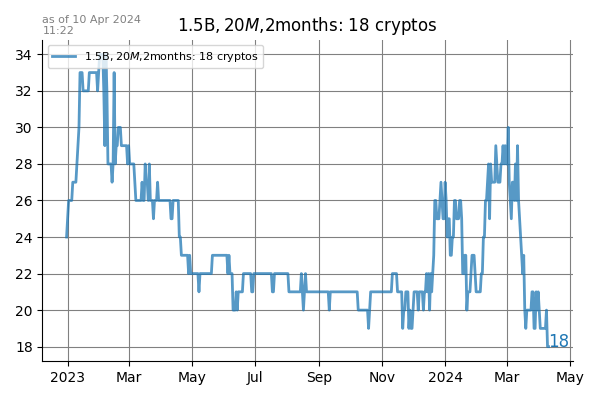 as of 10 Apr 2024
11:22
1.5B, 20M,2months: 18 cryptos
1.5B, 20M,2months: 18 cryptos
34
32
30
28
26
24
22
20
18
18
2023 Mar May Jul Sep Nov 2024 Mar May